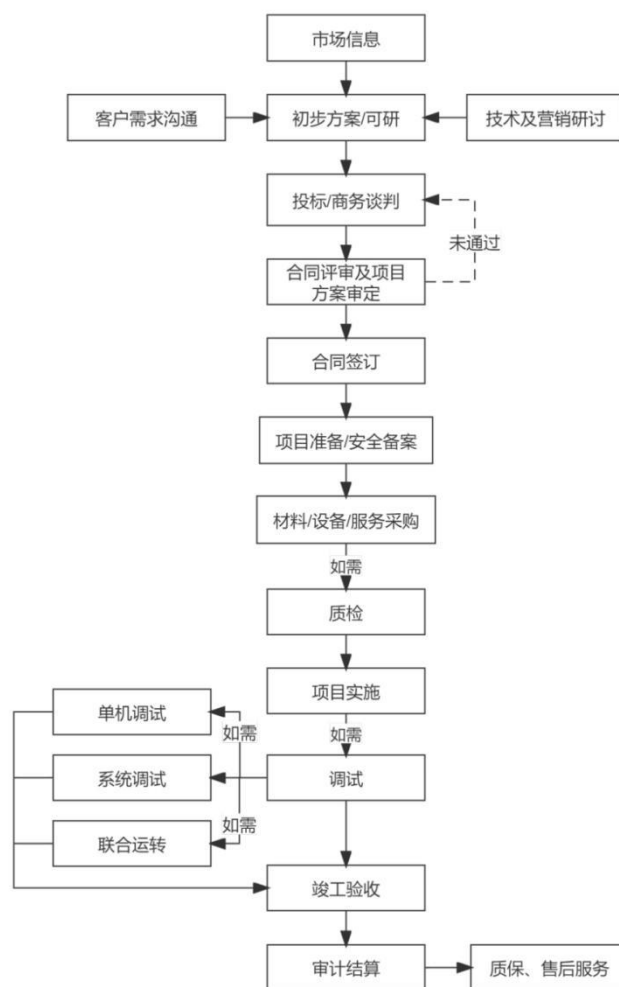 市场信息
客户需求沟通
初步方案/可研
技术及营销研讨
投标/商务谈判
未通过
合同评审及项目
方案审定
合同签订
项目准备/安全备案
材料/设备/服务采购
如需
质检
项目实施
单机调试
如需
如需
系统调试
调试
如需
联合运转
竣工验收
审计结算
质保、售后服务